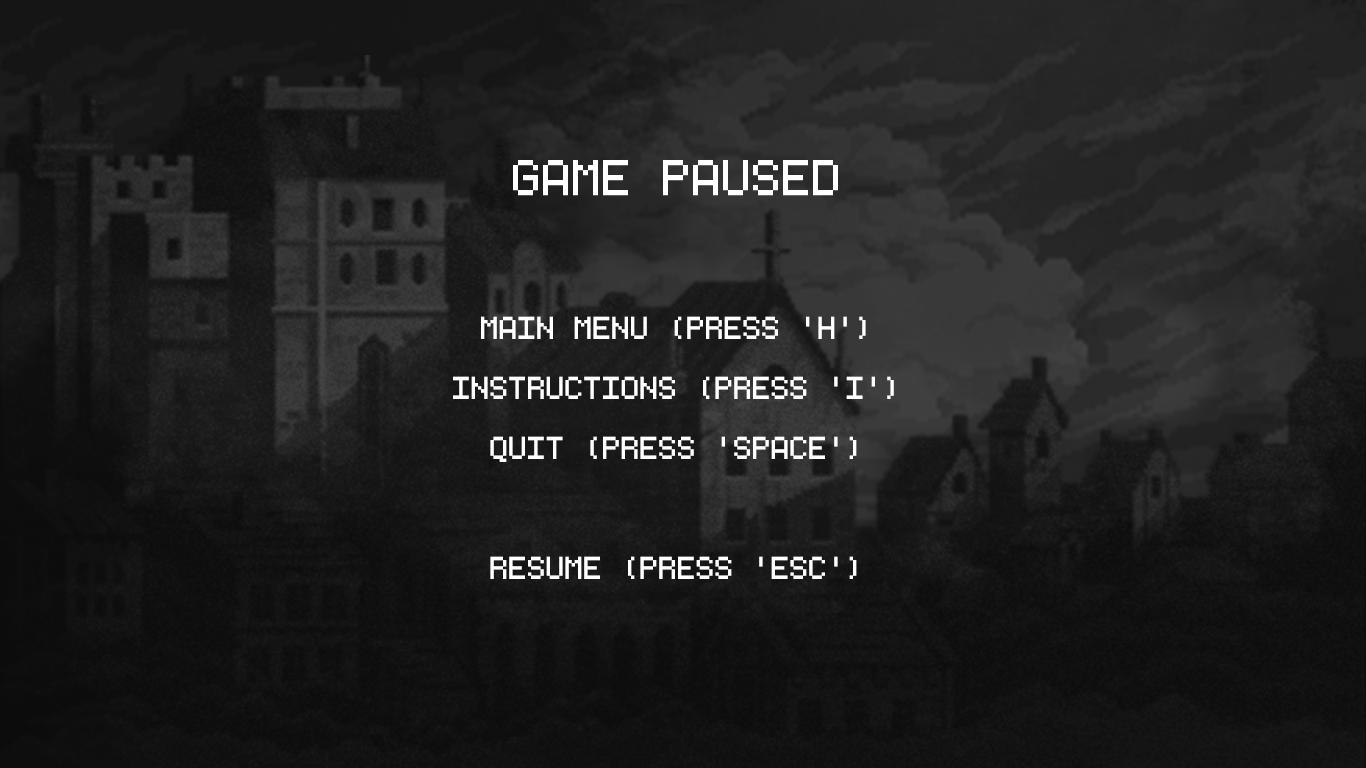 GAME PAUSED
MAIN MENU (PRESS 'H')
INSTRUCTIONS (PRESS 'I')
QUIT (PRESS 'SPACE')
RESUME (PRESS 'ESC')